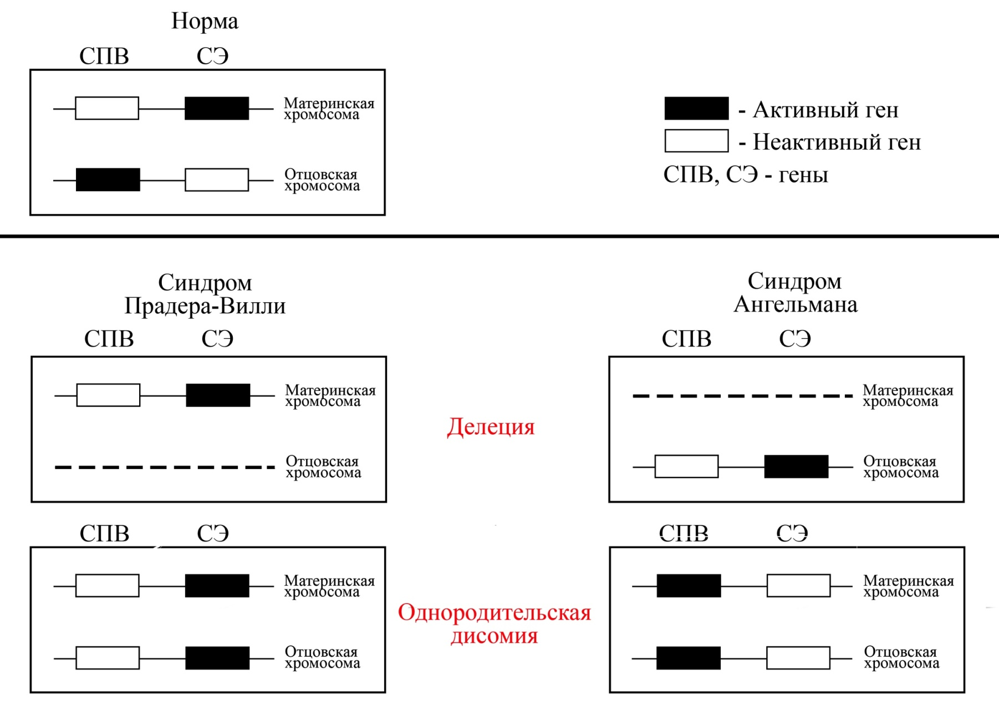 Норма
СПВ СЭ
Материнская
хромосома
Отцовская
хромосома
- Активный ген
- Неактивный ген
СПВ, СЭ - гены
Синдром
Прадера-Вилли
СПВ СЭ
Материнская
хромосома
Отцовская
хромосома
Делеция
Синдром
Ангельмана
СПВ СЭ
Материнская
хромосома
Отцовская
хромосома
СПВ СЭ
Материнская
хромосома
Отцовская
хромосома
Однородительская
дисомия
СПВ СЭ
Материнская
хромосома
Отцовская
хромосома